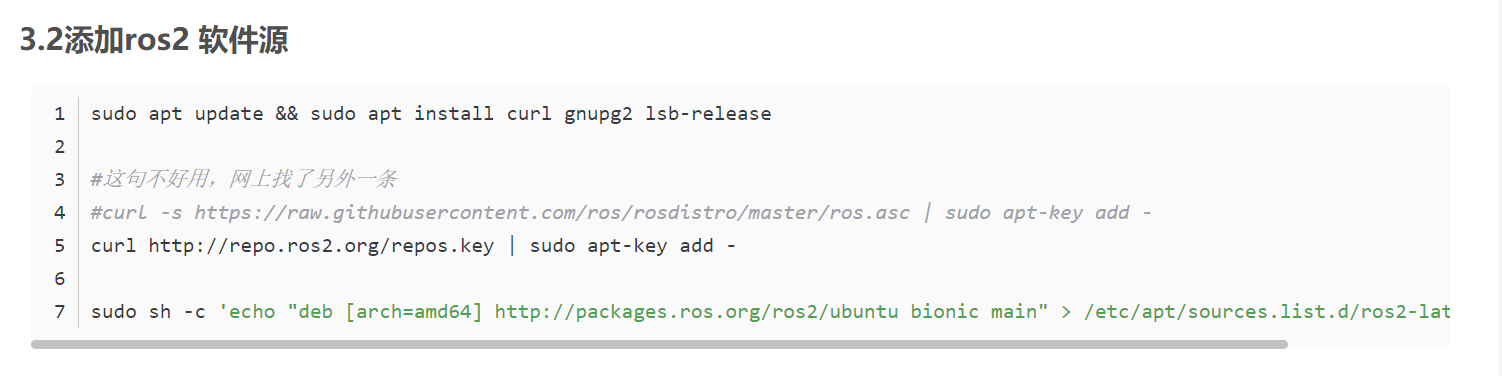 3.2添加ros2 软件源
1 sudo apt update && sudo apt install curl gnupg2 lsb-release
2
3 #这句不好用，网上找了另外一条
4 #curl -s https://raw.githubusercontent.com/ros/rosdistro/master/ros.asc | sudo apt-key add -
5 curl http://repo.ros2.org/repos.key | sudo apt-key add -
6
7 sudo sh -c 'echo "deb [arch=amd64] http://packages.ros.org/ros2/ubuntu bionic main" > /etc/apt/sources.list.d/ros2-lat